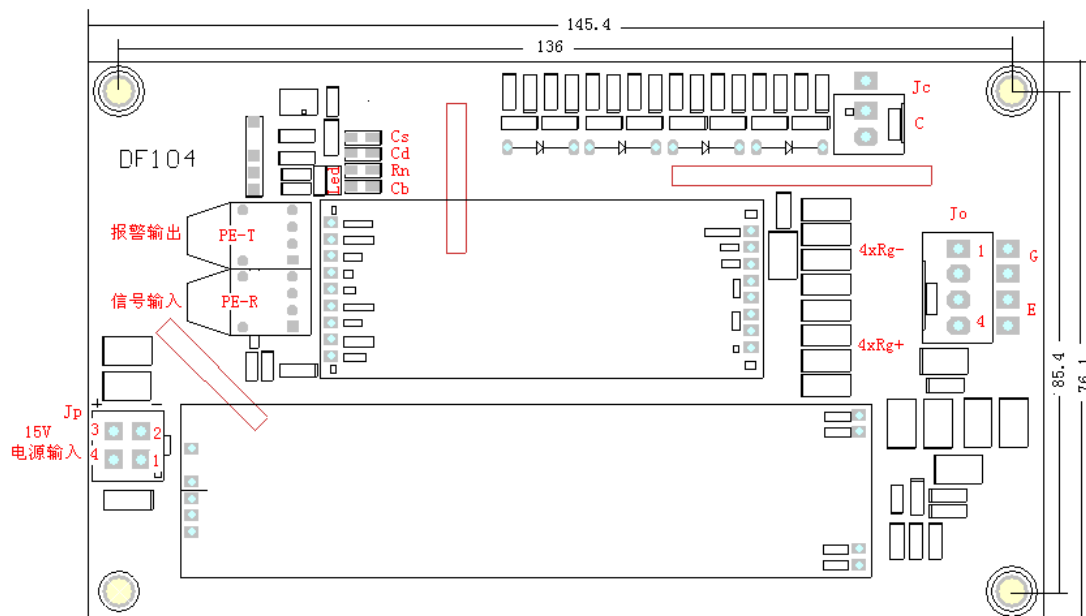 145.4
136
Jc
C
Cs
Cd
Rn
Cb
Led
DF104
Jo
报警输出
PE-T
4xRg-
1
G
信号输入
PE-R
E
4
4xRg+
85.4
76.1
Jp
+
−
15V
3
2
电源输入
4
1